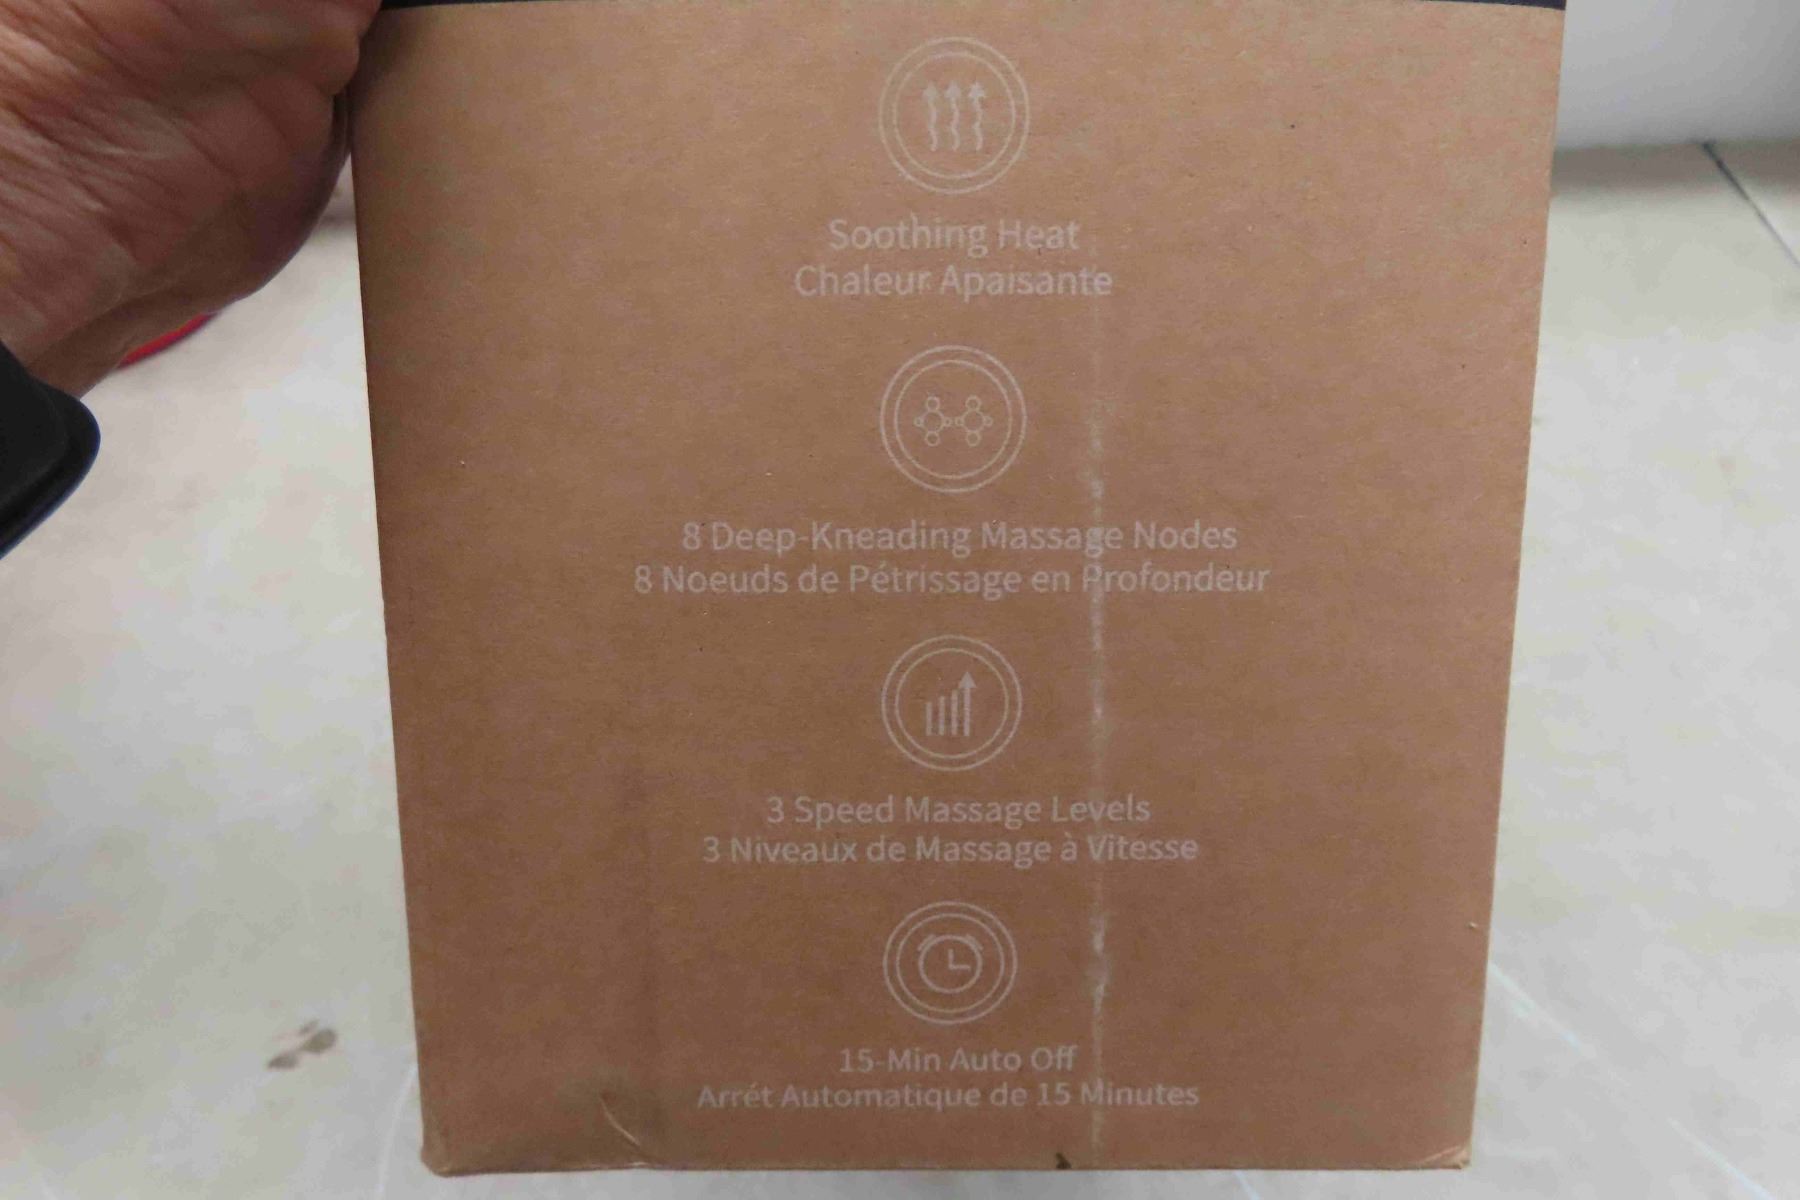 Soothing Heat
Chaleur Apaisante
8 Deep-Kneading Massage Nodes
8 Noeuds de Pétrissage en Profondeur
3 Speed Massage Levels
3 Niveaux de Massage à Vitesse
15-Min Auto Off
Arrét Automatique de 15 Minutes